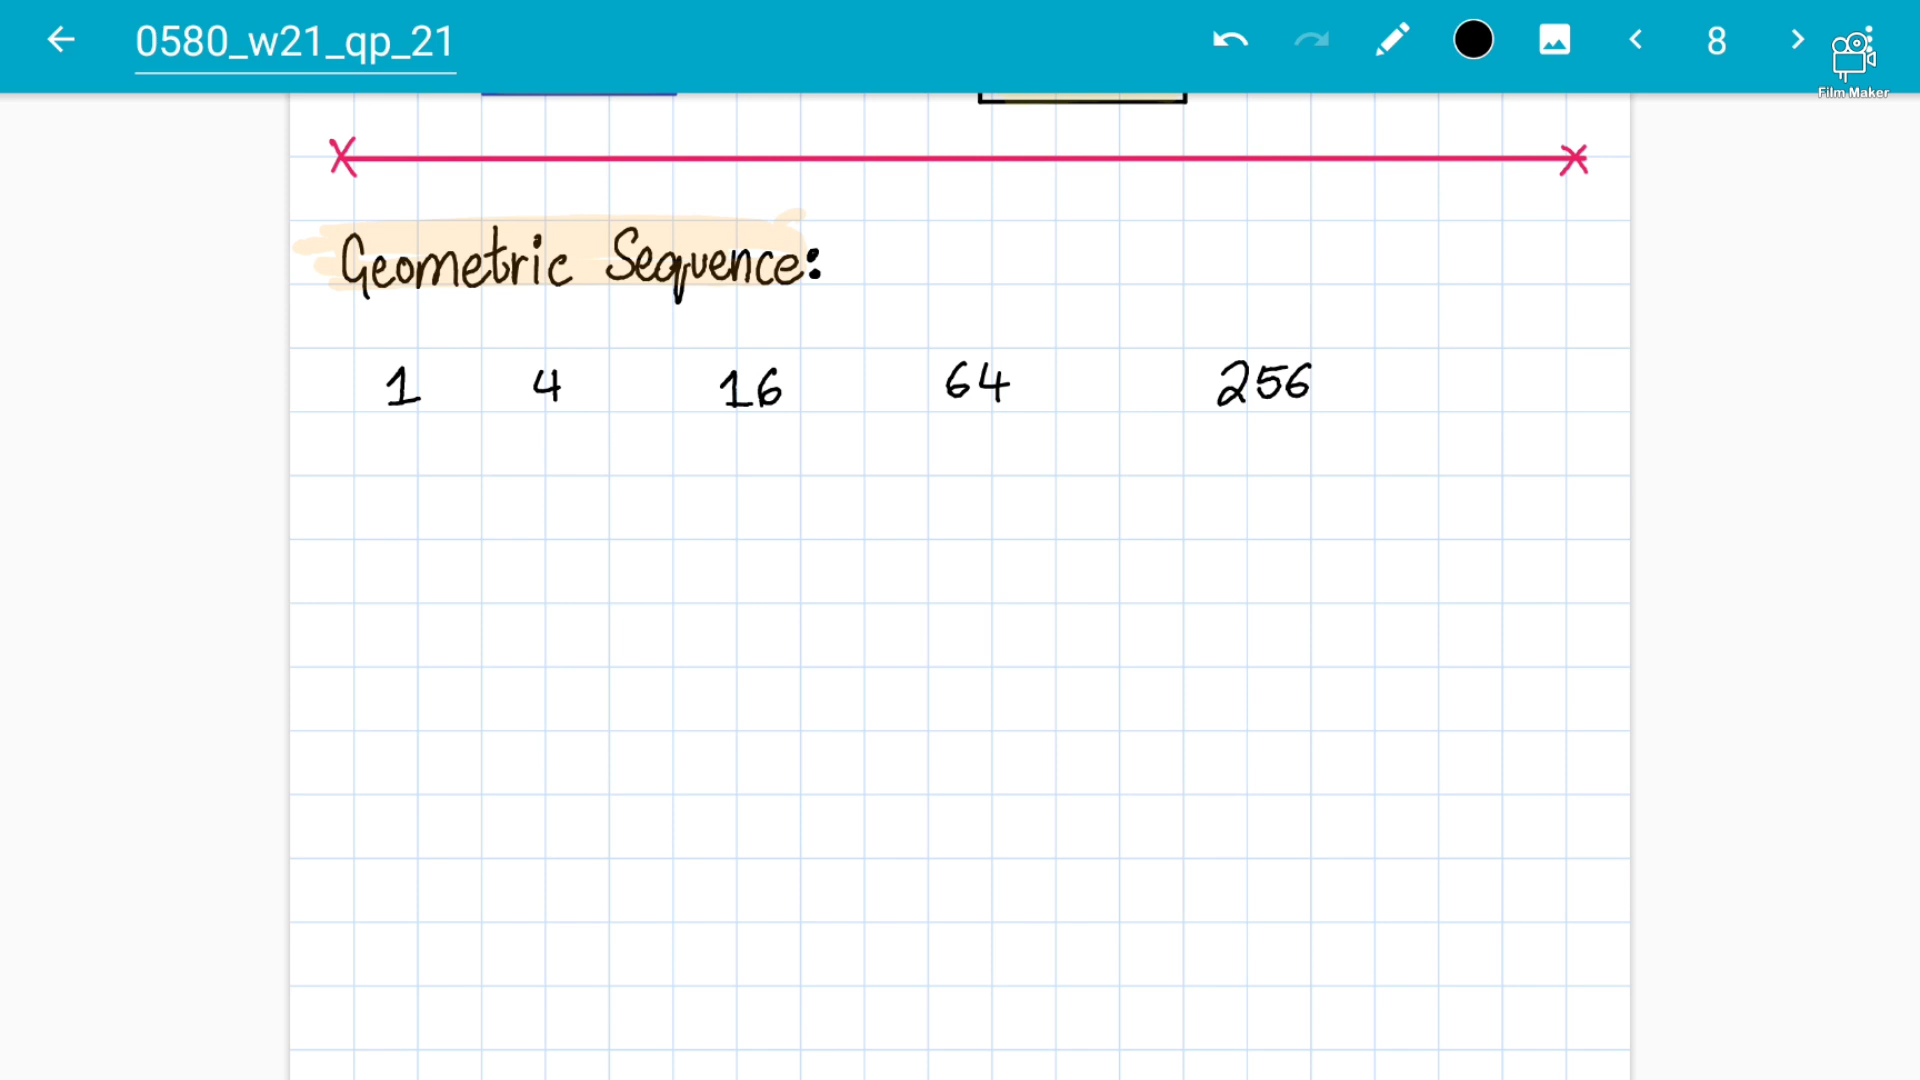 0580_w21_qp_21
8
Film Maker
Geometric Sequence:
1 4 16 64 256